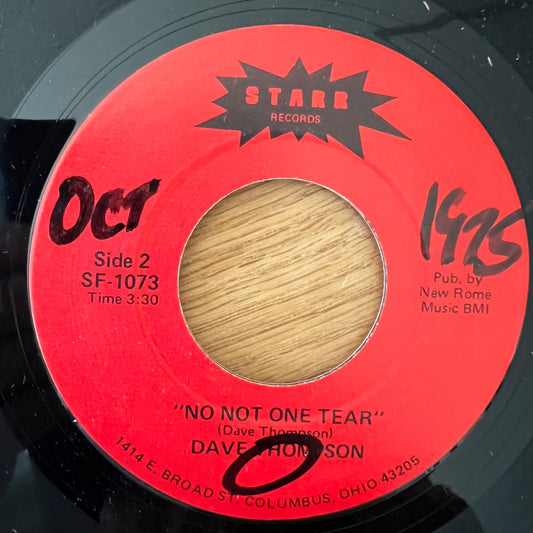 STARR
RECORDS
OCT
1925
Side 2
SF-1073
Time 3:30
Pub. by
New Rome
Music BMI
"NO NOT ONE TEAR"
(Dave Thompson)
DAVE THOMPSON
O
1414 E. BROAD ST. COLUMBUS, OHIO 43205